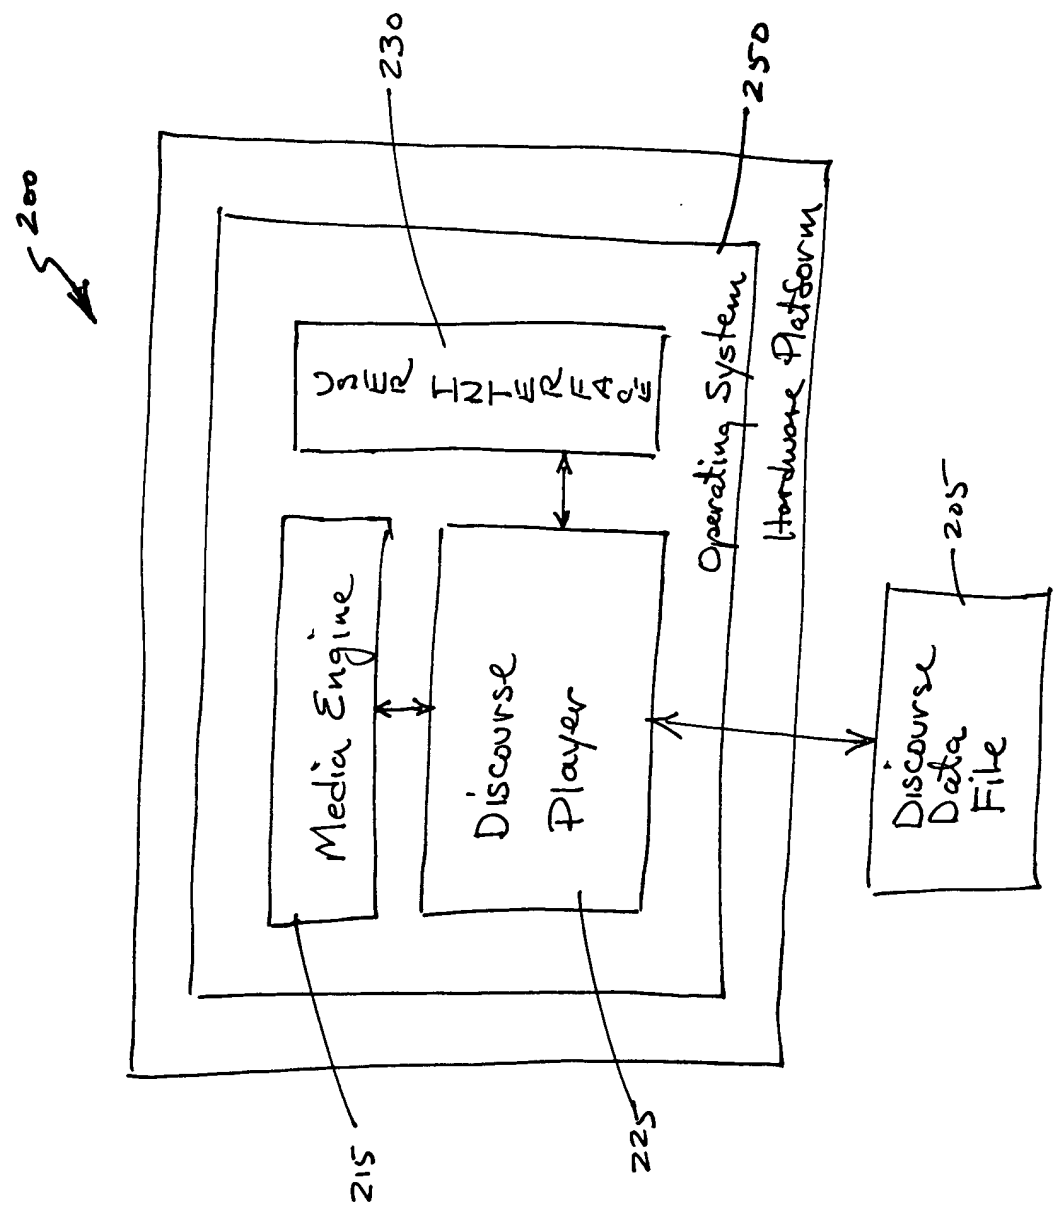 200
230
250
USER
INTERFACE
Media Engine
Discourse
Player
Operating System
Hardware Platform
215
225
205
Discourse
Data
File